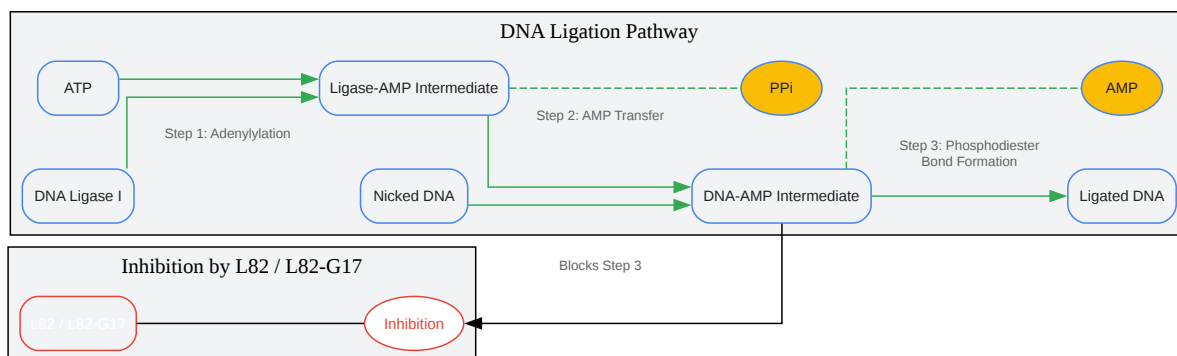 DNA Ligation Pathway
ATP
Ligase-AMP Intermediate
PPi
AMP
Step 1: Adenylylation
Step 2: AMP Transfer
Step 3: Phosphodiester
Bond Formation
DNA Ligase I
Nicked DNA
DNA-AMP Intermediate
Ligated DNA
Inhibition by L82 / L82-G17
Blocks Step 3
L82 / L82-G17
Inhibition